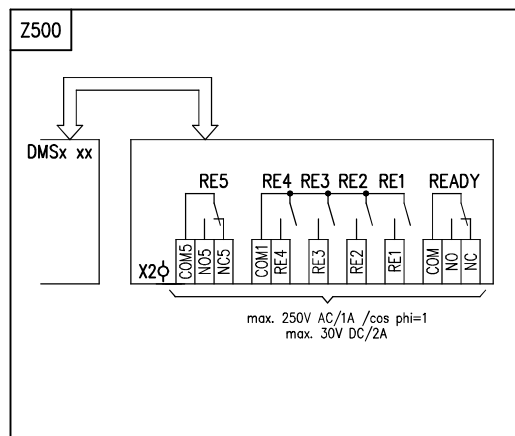 Z500
DMSx xx
RE5 RE4 RE3 RE2 RE1 READY
X2
COM5 NO5 NC5 COM1 RE4 RE3 RE2 RE1 COM NO NC
max. 250V AC/1A /cos phi=1
max. 30V DC/2A